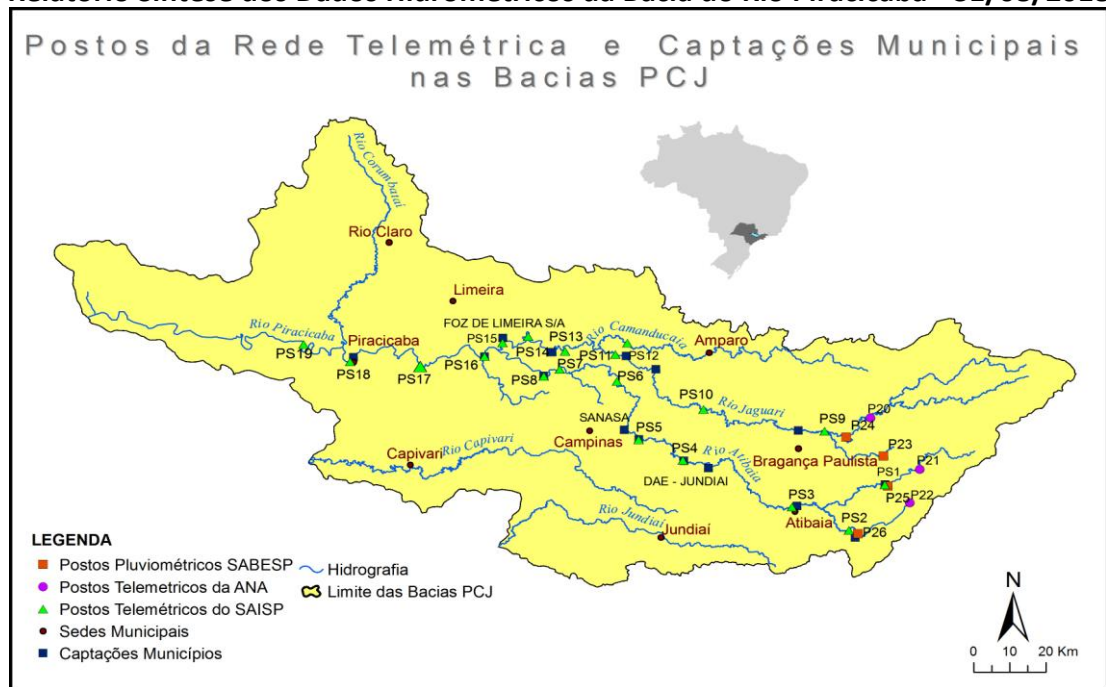 Postos da Rede Telemétrica e Captações Municipais
nas Bacias PCJ
Rio Corumbataí
Rio Claro
Limeira
FOZ DE LIMEIRA S/A
Rio Camanducaia
Rio Piracicaba
Piracicaba
PS19
PS18
PS17
PS16
PS15
PS14
PS13
PS11
PS12
Amparo
PS8
PS7
PS6
PS10
Rio Jaguari
PS9
P20
P24
SANASA
PS5
Campinas
Rio Atibaia
Bragança Paulista
P23
P21
Capivari
Rio Capivari
PS4
DAE - JUNDIAI
PS1
P25
P22
PS3
Atibaia
PS2
P26
Rio Jundiaí
Jundiaí
LEGENDA
Postos Pluviométricos SABESP
Postos Telemetricos da ANA
Postos Telemétricos do SAISP
Sedes Municipais
Captações Municípios
Hidrografia
Limite das Bacias PCJ
N
0 10 20 Km